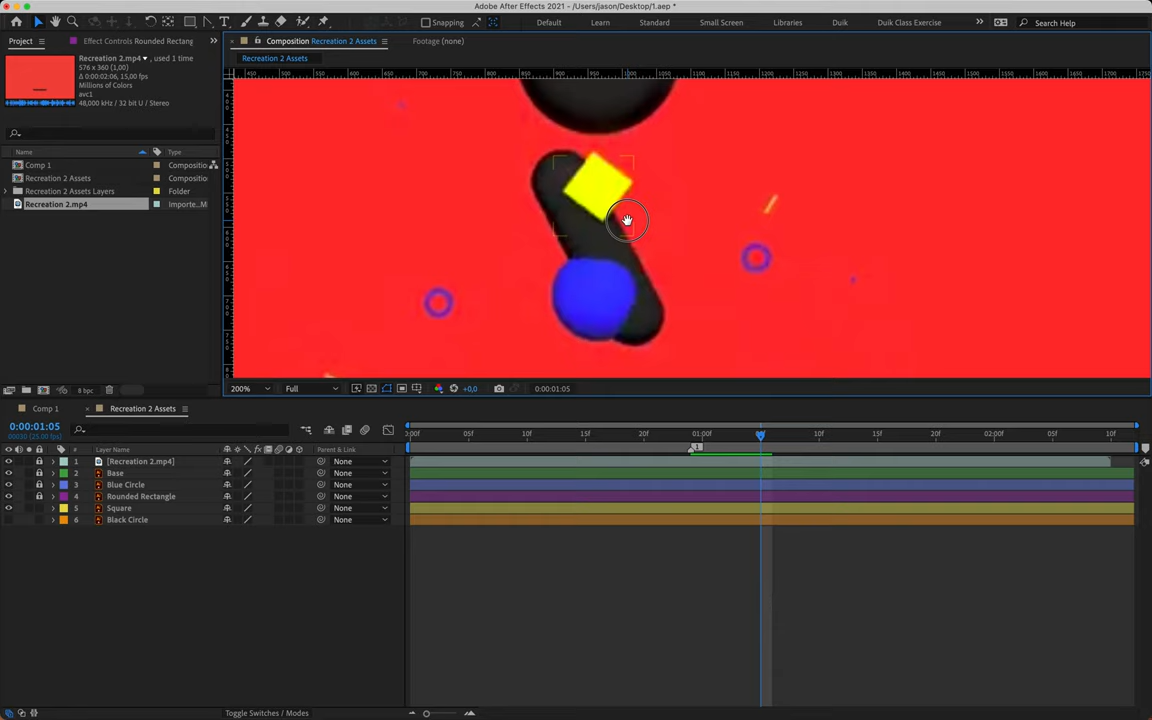 Adobe After Effects 2021 - /Users/jason/Desktop/1.aep *
Snapping
Default
Learn
Standard
Small Screen
Libraries
Duik
Duik Class Exercise
Search Help
Project
Effect Controls Rounded Rectang
Composition Recreation 2 Assets
Footage (none)
Recreation 2 Assets
Recreation 2.mp4 , used 1 time
576 x 360 (1,00)
Δ 0:00:02:06, 15,00 fps
Millions of Colors
avc1
48,000 kHz / 32 bit U / Stereo
Name
Type
Comp 1
Compositio
Recreation 2 Assets
Compositio
Recreation 2 Assets Layers
Folder
Recreation 2.mp4
Importe...M
8 bpc
200%
Full
+0,0
0:00:01:05
Comp 1
Recreation 2 Assets
0:00:01:05
00030 (25.00 fps)
#
Layer Name
Parent & Link
0:00f
05f
10f
15f
20f
01:00f
10f
15f
20f
02:00f
05f
10f
1
1
[Recreation 2.mp4]
None
2
Base
None
3
Blue Circle
None
4
Rounded Rectangle
None
5
Square
None
6
Black Circle
None
Toggle Switches / Modes